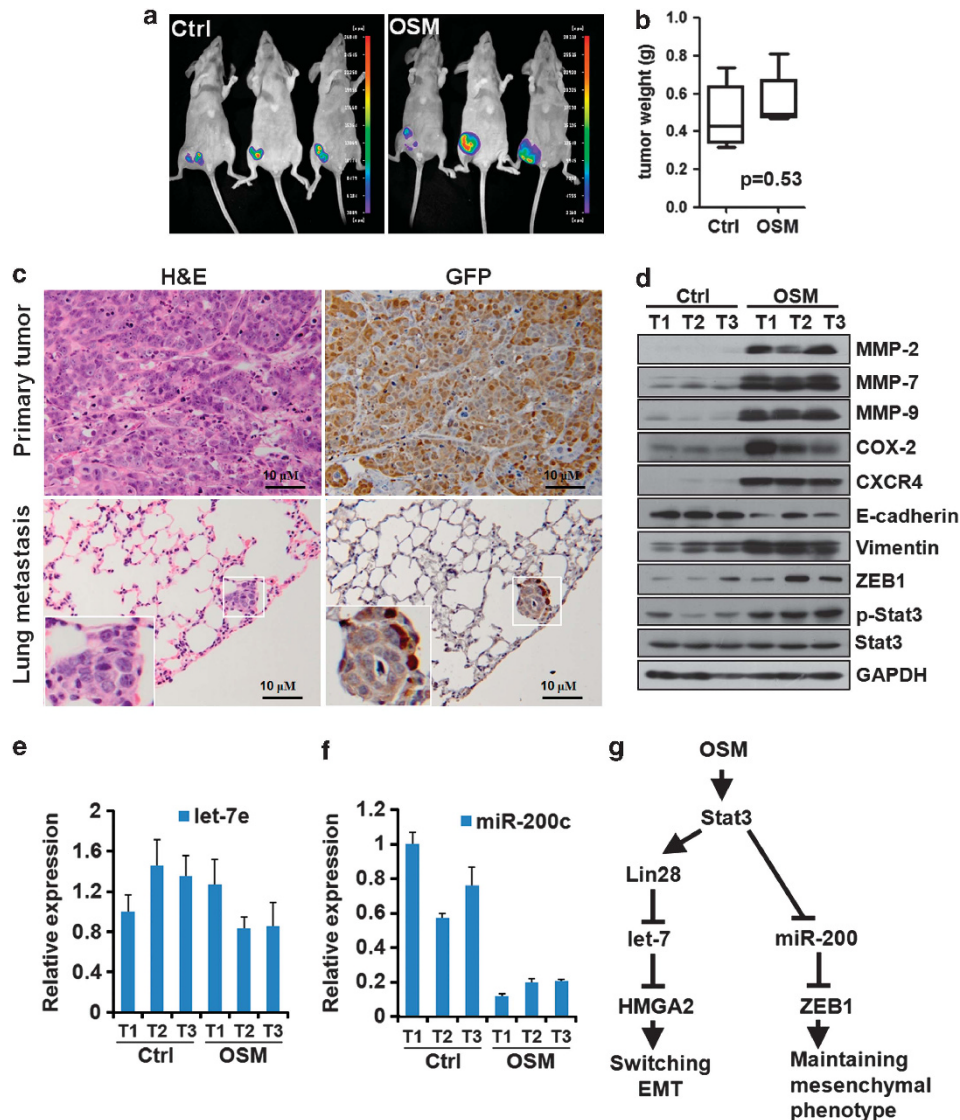 a
Ctrl
OSM
b
tumor weight (g)
1.0
0.8
0.6
0.4
0.2
0.0
p=0.53
Ctrl OSM
c
H&E GFP
Primary tumor
10 µM
10 µM
Lung metastasis
10 µM
10 µM
d
Ctrl OSM
T1 T2 T3 T1 T2 T3
MMP-2
MMP-7
MMP-9
COX-2
CXCR4
E-cadherin
Vimentin
ZEB1
p-Stat3
Stat3
GAPDH
e
Relative expression
2
1.6
1.2
0.8
0.4
0
let-7e
T1 T2 T3 T1 T2 T3
Ctrl OSM
f
Relative expression
1.2
1
0.8
0.6
0.4
0.2
0
miR-200c
T1 T2 T3 T1 T2 T3
Ctrl OSM
g
OSM
Stat3
Lin28
let-7 miR-200
HMGA2 ZEB1
Switching
EMT
Maintaining
mesenchymal
phenotype